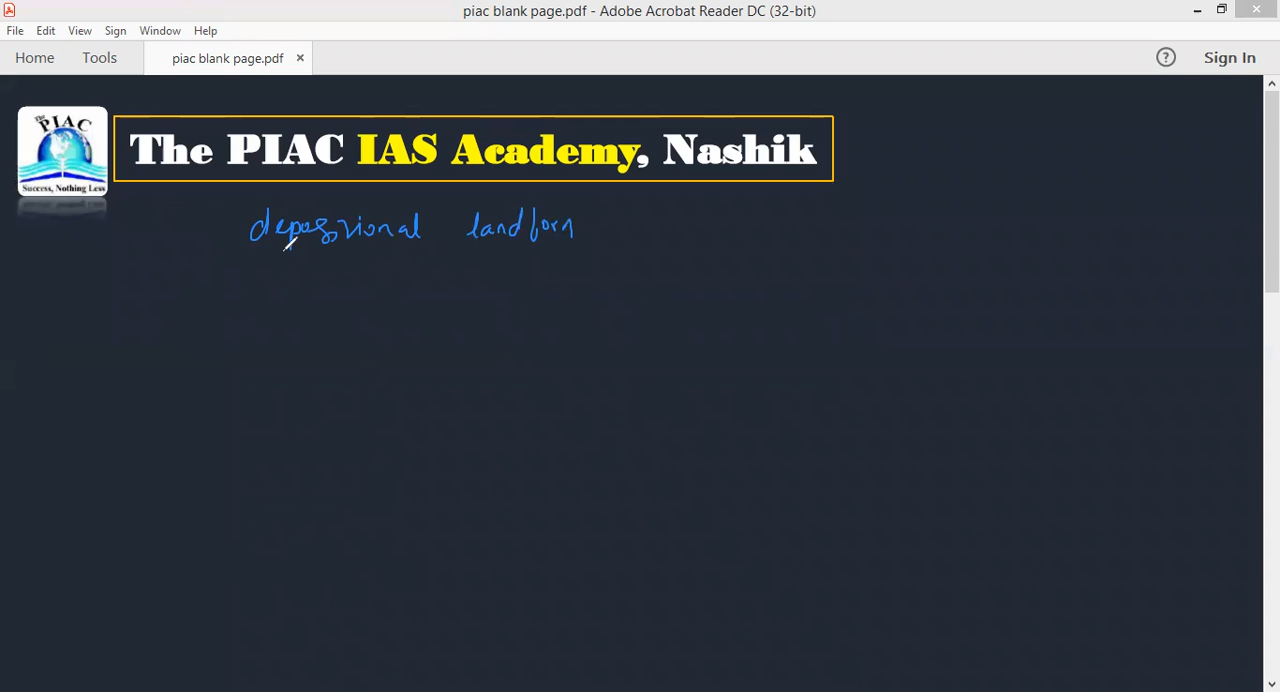 piac blank page.pdf - Adobe Acrobat Reader DC (32-bit)
File Edit View Sign Window Help
Home Tools piac blank page.pdf × ? Sign In
The PIAC
Success, Nothing Less
The PIAC IAS Academy, Nashik
landform